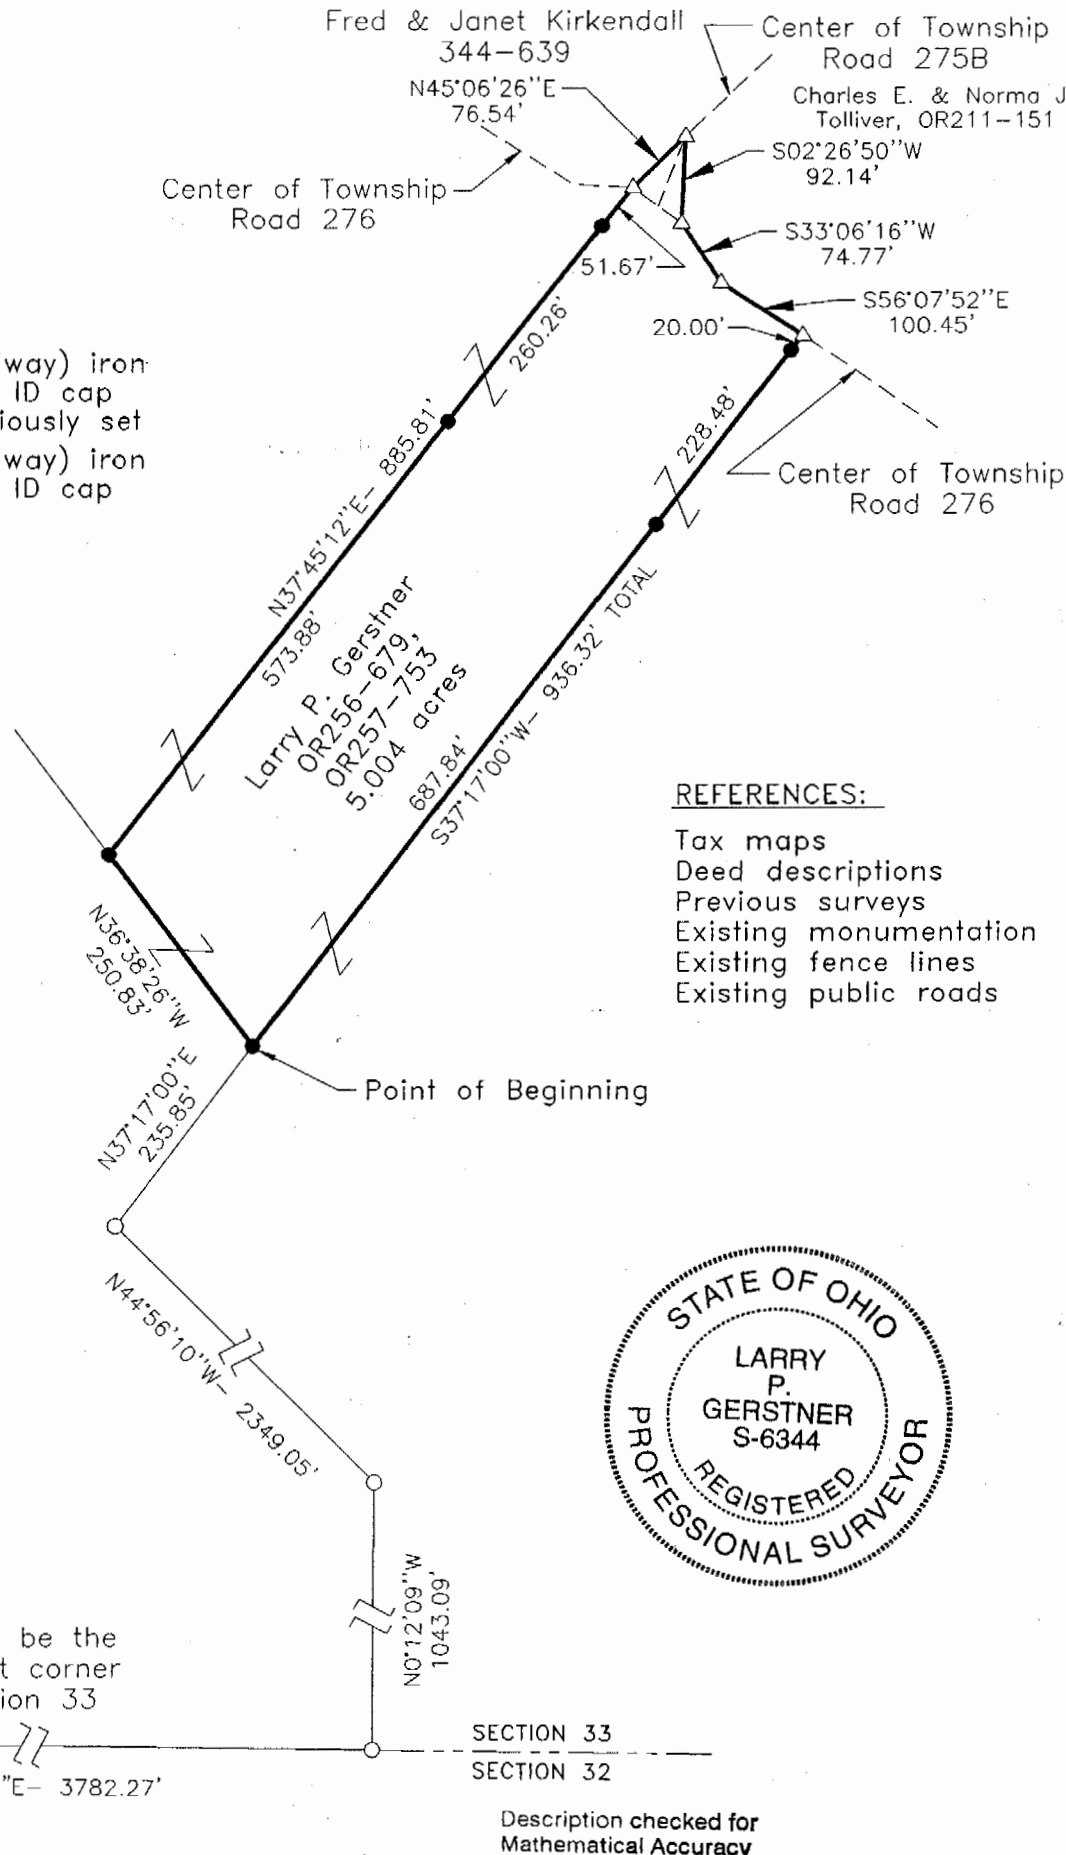 Fred & Janet Kirkendall
344-639
Center of Township
Road 275B
N45°06'26"E
76.54'
Charles E. & Norma J
Tolliver, OR211-151
S02°26'50"W
92.14'
Center of Township
Road 276
S33°06'16"W
74.77'
51.67'
S56°07'52"E
100.45'
20.00'
260.26'
way) iron
ID cap
iously set
way) iron
ID cap
228.48'
Center of Township
Road 276
N37°45'12"E- 885.81'
573.88'
Larry P. Gerstner
OR256-679,
OR257-753
5.004 acres
687.84'
S37°17'00"W- 936.32' TOTAL
REFERENCES:
Tax maps
Deed descriptions
Previous surveys
Existing monumentation
Existing fence lines
Existing public roads
N36°38'26"W
250.83'
Point of Beginning
N37°17'00"E
235.85'
N44°56'10"W- 2349.05'
STATE OF OHIO
LARRY
P.
GERSTNER
S-6344
REGISTERED
PROFESSIONAL SURVEYOR
N0°12'09"W
1043.09'
be the
t corner
ion 33
"E- 3782.27'
SECTION 33
SECTION 32
Description checked for
Mathematical Accuracy